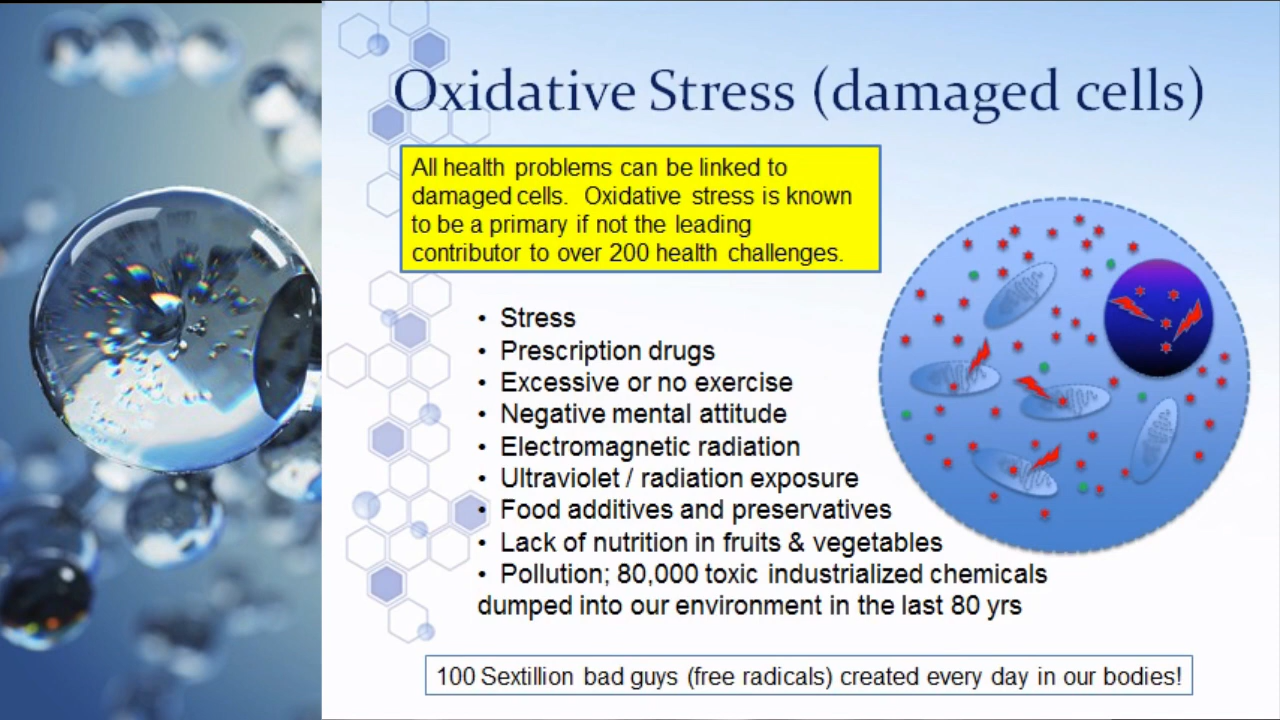 Oxidative Stress (damaged cells)
All health problems can be linked to
damaged cells. Oxidative stress is known
to be a primary if not the leading
contributor to over 200 health challenges.
• Stress
• Prescription drugs
• Excessive or no exercise
• Negative mental attitude
• Electromagnetic radiation
• Ultraviolet / radiation exposure
• Food additives and preservatives
• Lack of nutrition in fruits & vegetables
• Pollution; 80,000 toxic industrialized chemicals
dumped into our environment in the last 80 yrs
100 Sextillion bad guys (free radicals) created every day in our bodies!